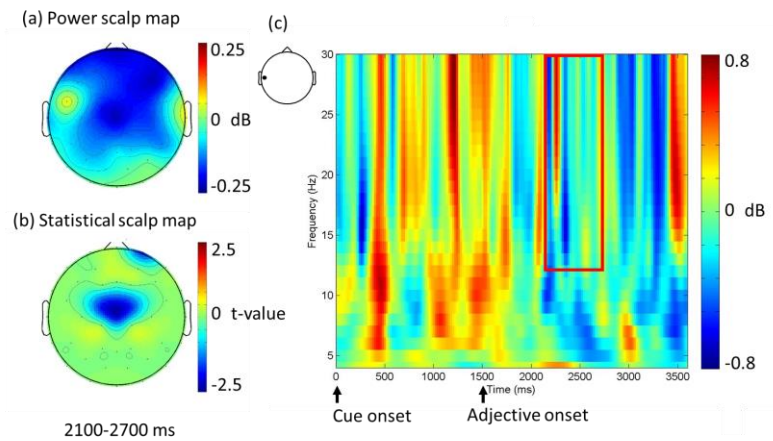 (a) Power scalp map
0.25
0 dB
-0.25
(b) Statistical scalp map
2.5
0 t-value
-2.5
2100-2700 ms
(c)
Frequency (Hz)
30
25
20
15
10
5
0 500 1000 1500 2000 2500 3000 3500
Time (ms)
Cue onset
Adjective onset
0.8
0 dB
-0.8